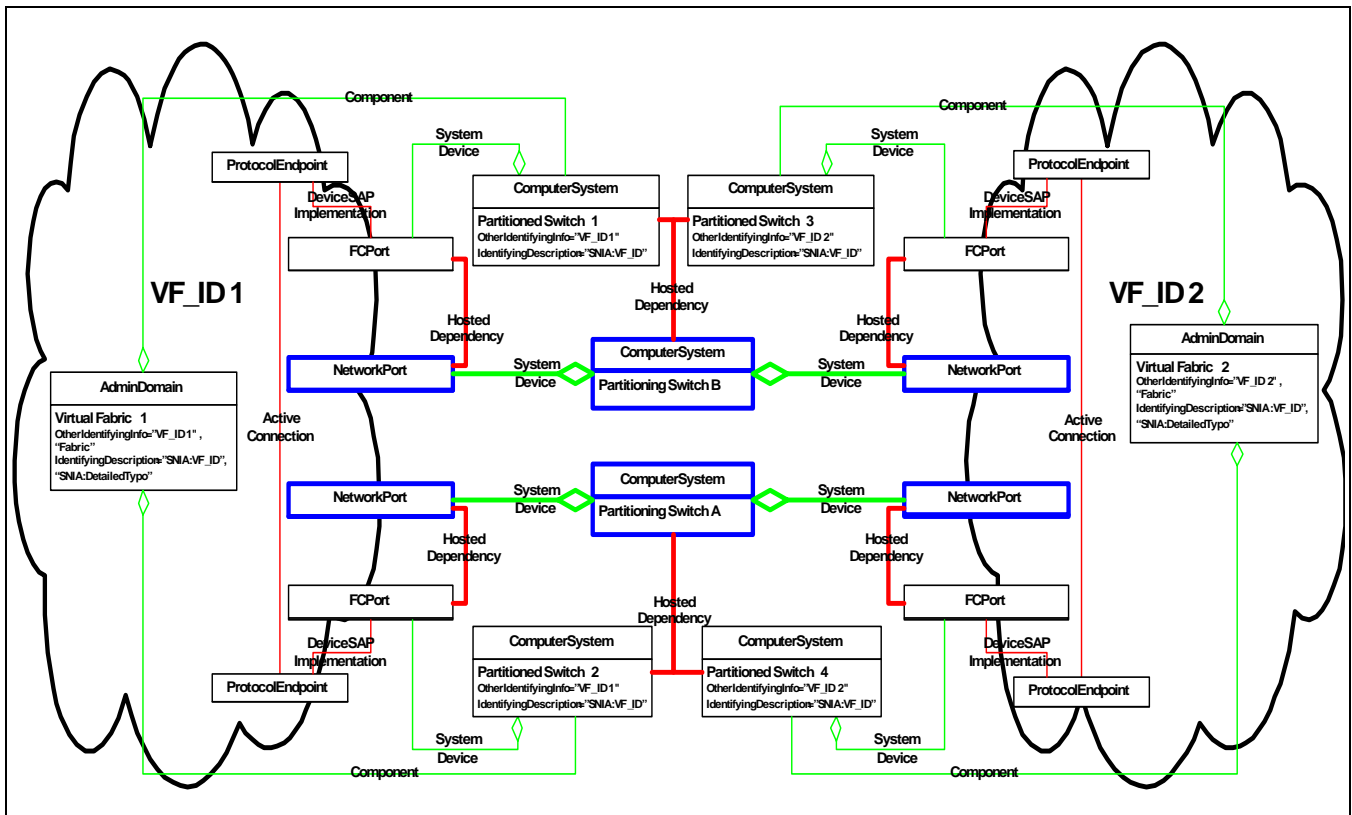 Component
Component
System
Device
System
Device
ProtocolEndpoint
ProtocolEndpoint
DeviceSAP
Implementation
DeviceSAP
Implementation
ComputerSystem
Partitioned Switch 1
OtherIdentifyingInfo="VF_ID1"
IdentifyingDescription="SNIA:VF_ID"
ComputerSystem
Partitioned Switch 3
OtherIdentifyingInfo="VF_ID 2"
IdentifyingDescription="SNIA:VF_ID"
FCPort
FCPort
VF_ID 1
VF_ID 2
Hosted
Dependency
Hosted
Dependency
Hosted
Dependency
NetworkPort
System
Device
ComputerSystem
Partitioning Switch B
System
Device
NetworkPort
AdminDomain
Virtual Fabric 1
OtherIdentifyingInfo="VF_ID1" ,
"Fabric"
IdentifyingDescription="SNIA:VF_ID",
"SNIA:DetailedTypo"
AdminDomain
Virtual Fabric 2
OtherIdentifyingInfo="VF_ID 2" ,
"Fabric"
IdentifyingDescription="SNIA:VF_ID",
"SNIA:DetailedTypo"
Active
Connection
Active
Connection
NetworkPort
System
Device
ComputerSystem
Partitioning Switch A
System
Device
NetworkPort
Hosted
Dependency
Hosted
Dependency
FCPort
Hosted
Dependency
FCPort
DeviceSAP
Implementation
DeviceSAP
Implementation
ComputerSystem
Partitioned Switch 2
OtherIdentifyingInfo="VF_ID1"
IdentifyingDescription="SNIA:VF_ID"
ComputerSystem
Partitioned Switch 4
OtherIdentifyingInfo="VF_ID 2"
IdentifyingDescription="SNIA:VF_ID"
ProtocolEndpoint
ProtocolEndpoint
System
Device
System
Device
Component
Component